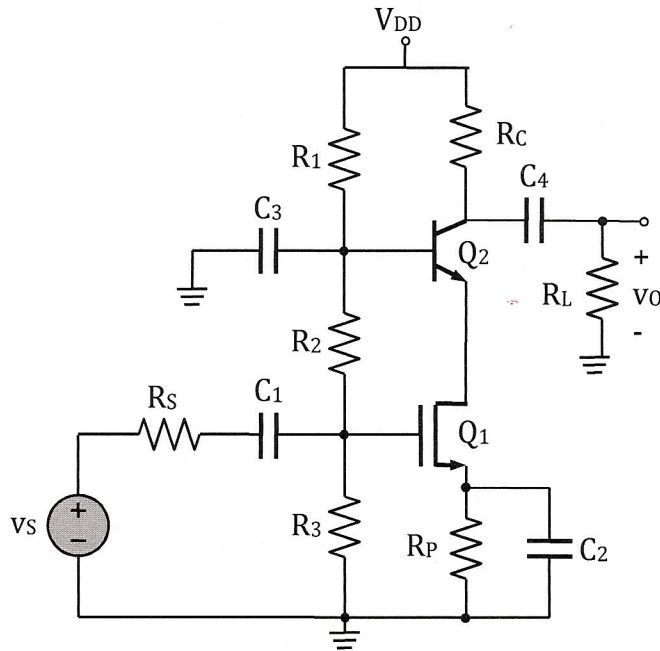 VDD
R1
RC
C3
C4
Q2
+
RL
vO
-
R2
RS
C1
Q1
+
vS
−
R3
RP
C2